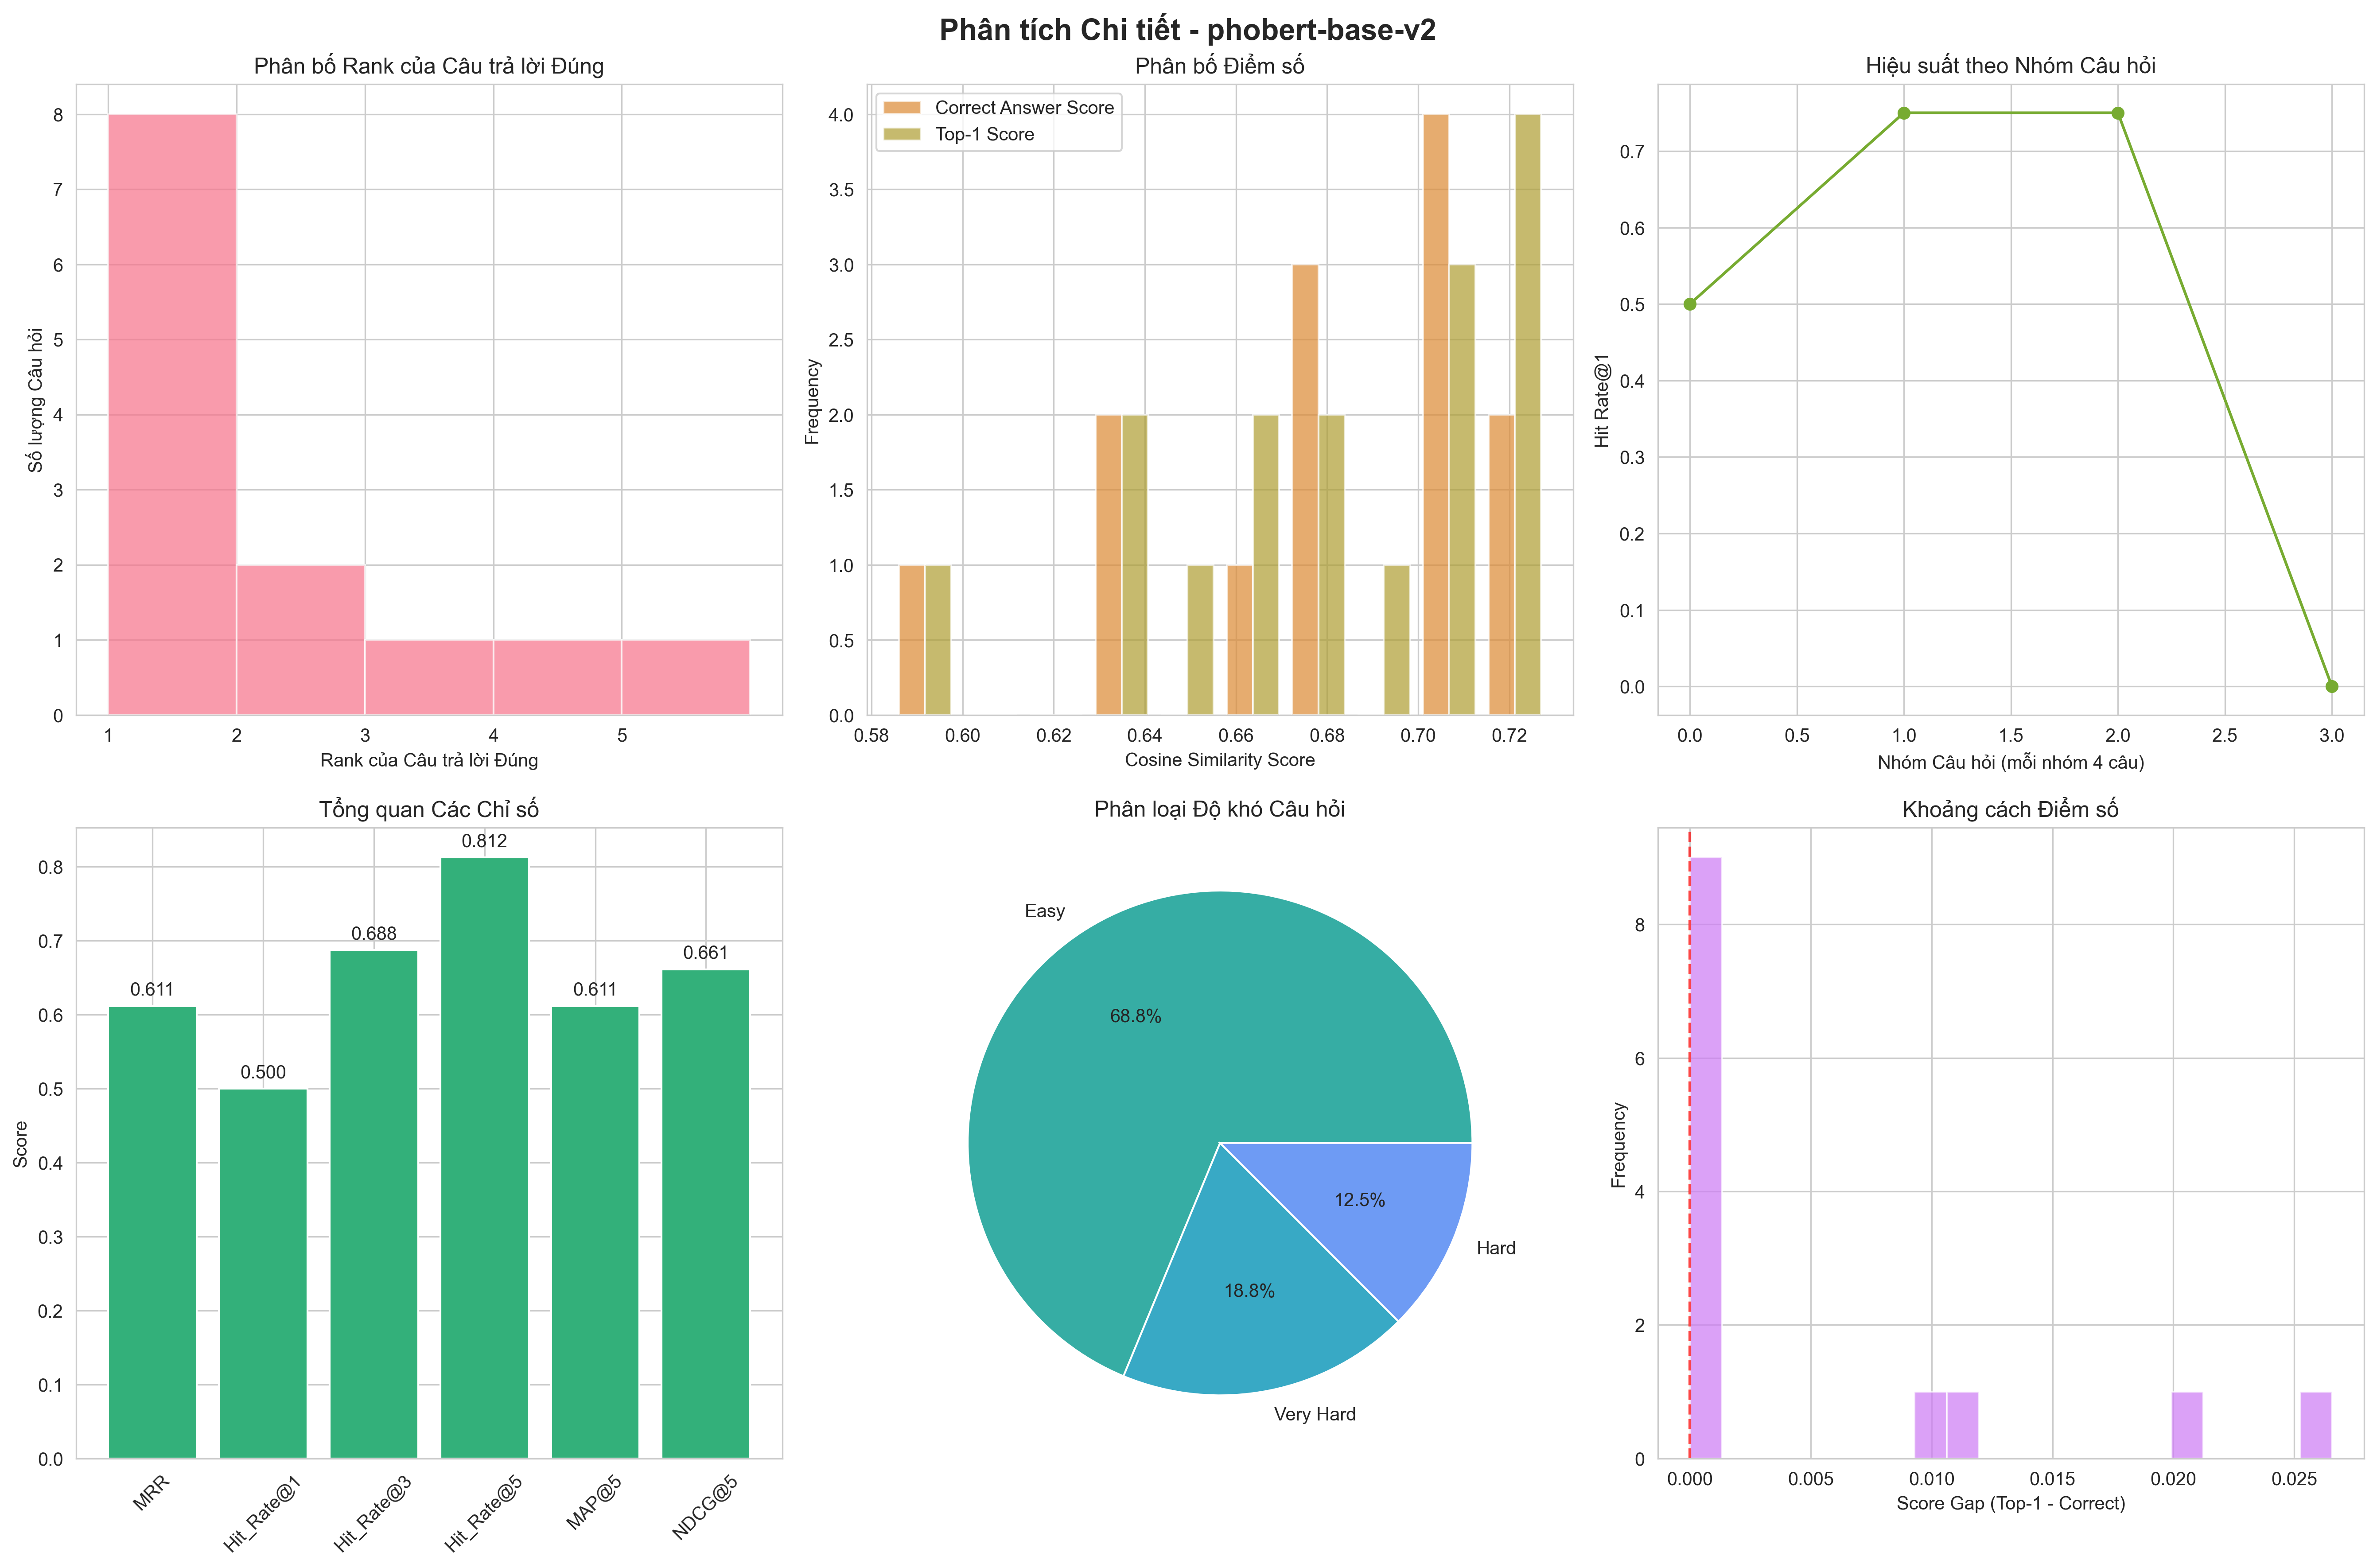 Phân tích Chi tiết - phobert-base-v2
Phân bố Rank của Câu trả lời Đúng
Số lượng Câu hỏi
8
7
6
5
4
3
2
1
0
1 2 3 4 5
Rank của Câu trả lời Đúng
Phân bố Điểm số
Correct Answer Score
Top-1 Score
Frequency
4.0
3.5
3.0
2.5
2.0
1.5
1.0
0.5
0.0
0.58 0.60 0.62 0.64 0.66 0.68 0.70 0.72
Cosine Similarity Score
Hiệu suất theo Nhóm Câu hỏi
Hit Rate@1
0.7
0.6
0.5
0.4
0.3
0.2
0.1
0.0
0.0 0.5 1.0 1.5 2.0 2.5 3.0
Nhóm Câu hỏi (mỗi nhóm 4 câu)
Tổng quan Các Chỉ số
Score
0.8
0.7
0.6
0.5
0.4
0.3
0.2
0.1
0.0
0.611
0.500
0.688
0.812
0.611
0.661
MRR
Hit_Rate@1
Hit_Rate@3
Hit_Rate@5
MAP@5
NDCG@5
Phân loại Độ khó Câu hỏi
Easy
68.8%
12.5%
Hard
18.8%
Very Hard
Khoảng cách Điểm số
Frequency
8
6
4
2
0
0.000 0.005 0.010 0.015 0.020 0.025
Score Gap (Top-1 - Correct)